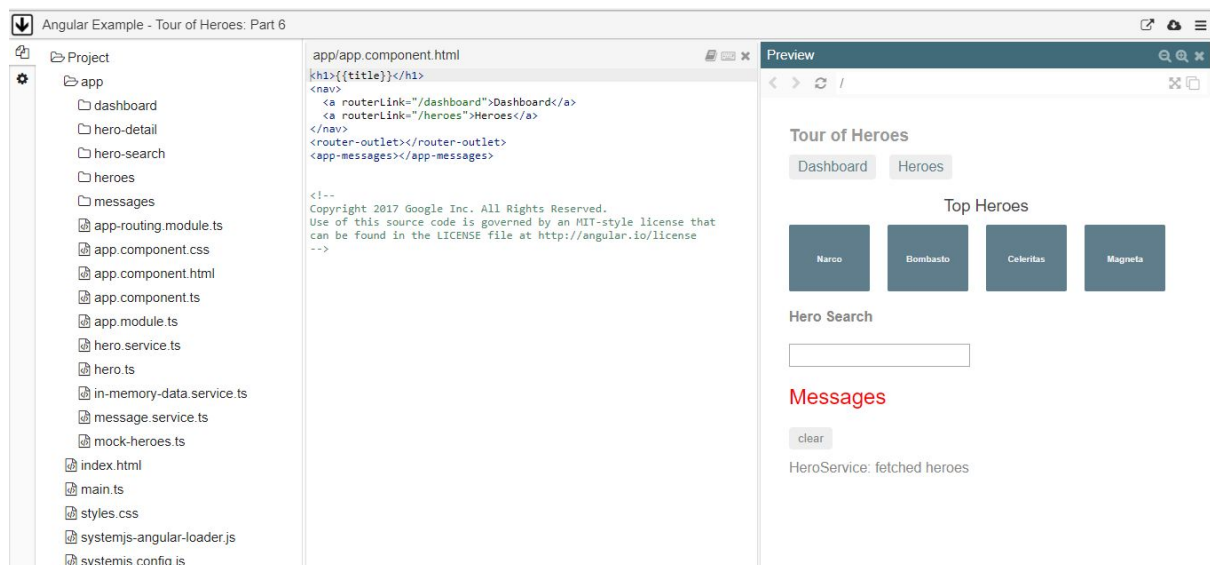 Angular Example - Tour of Heroes: Part 6
Project
app
dashboard
hero-detail
hero-search
heroes
messages
app-routing.module.ts
app.component.css
app.component.html
app.component.ts
app.module.ts
hero.service.ts
hero.ts
in-memory-data.service.ts
message.service.ts
mock-heroes.ts
index.html
main.ts
styles.css
systemjs-angular-loader.js
systemjs.config.js
app/app.component.html
<h1>{{title}}</h1>
<nav>
<a routerLink="/dashboard">Dashboard</a>
<a routerLink="/heroes">Heroes</a>
</nav>
<router-outlet></router-outlet>
<app-messages></app-messages>
<!--
Copyright 2017 Google Inc. All Rights Reserved.
Use of this source code is governed by an MIT-style license that
can be found in the LICENSE file at http://angular.io/license
-->
Preview
/
Tour of Heroes
Dashboard Heroes
Top Heroes
Narco Bombasto Celeritas Magneta
Hero Search
Messages
clear
HeroService: fetched heroes